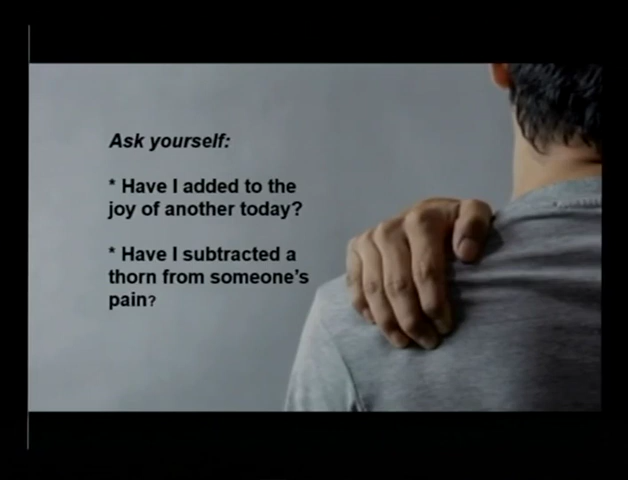 Ask yourself:
* Have I added to the
joy of another today?
* Have I subtracted a
thorn from someone's
pain?